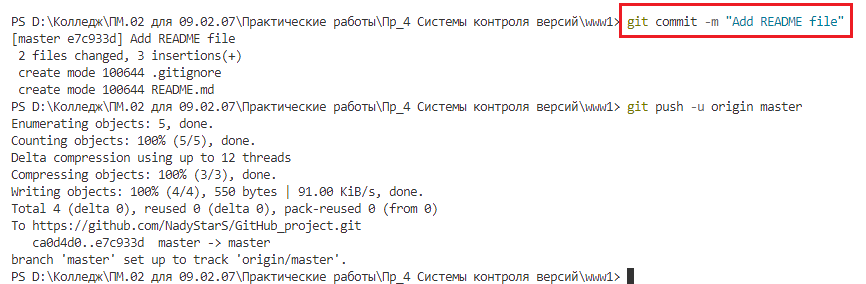 PS D:\Колледж\ПМ.02 для 09.02.07\Практические работы\Пр_4 Системы контроля версий\www1> git commit -m "Add README file"
[master e7c933d] Add README file
 2 files changed, 3 insertions(+)
 create mode 100644 .gitignore
 create mode 100644 README.md
PS D:\Колледж\ПМ.02 для 09.02.07\Практические работы\Пр_4 Системы контроля версий\www1> git push -u origin master
Enumerating objects: 5, done.
Counting objects: 100% (5/5), done.
Delta compression using up to 12 threads
Compressing objects: 100% (3/3), done.
Writing objects: 100% (4/4), 550 bytes | 91.00 KiB/s, done.
Total 4 (delta 0), reused 0 (delta 0), pack-reused 0 (from 0)
To https://github.com/NadyStarS/GitHub_project.git
   ca0d4d0..e7c933d  master -> master
branch 'master' set up to track 'origin/master'.
PS D:\Колледж\ПМ.02 для 09.02.07\Практические работы\Пр_4 Системы контроля версий\www1>